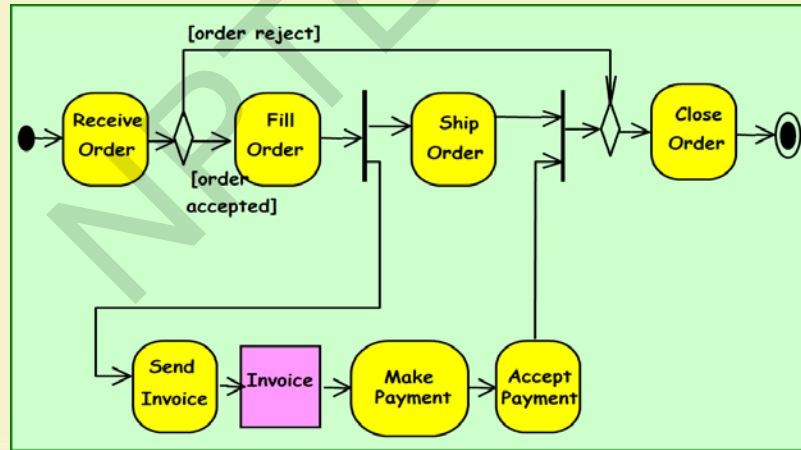 [order reject]
Receive
Order
Fill
Order
Ship
Order
Close
Order
[order
accepted]
Send
Invoice
Invoice
Make
Payment
Accept
Payment
NPTE